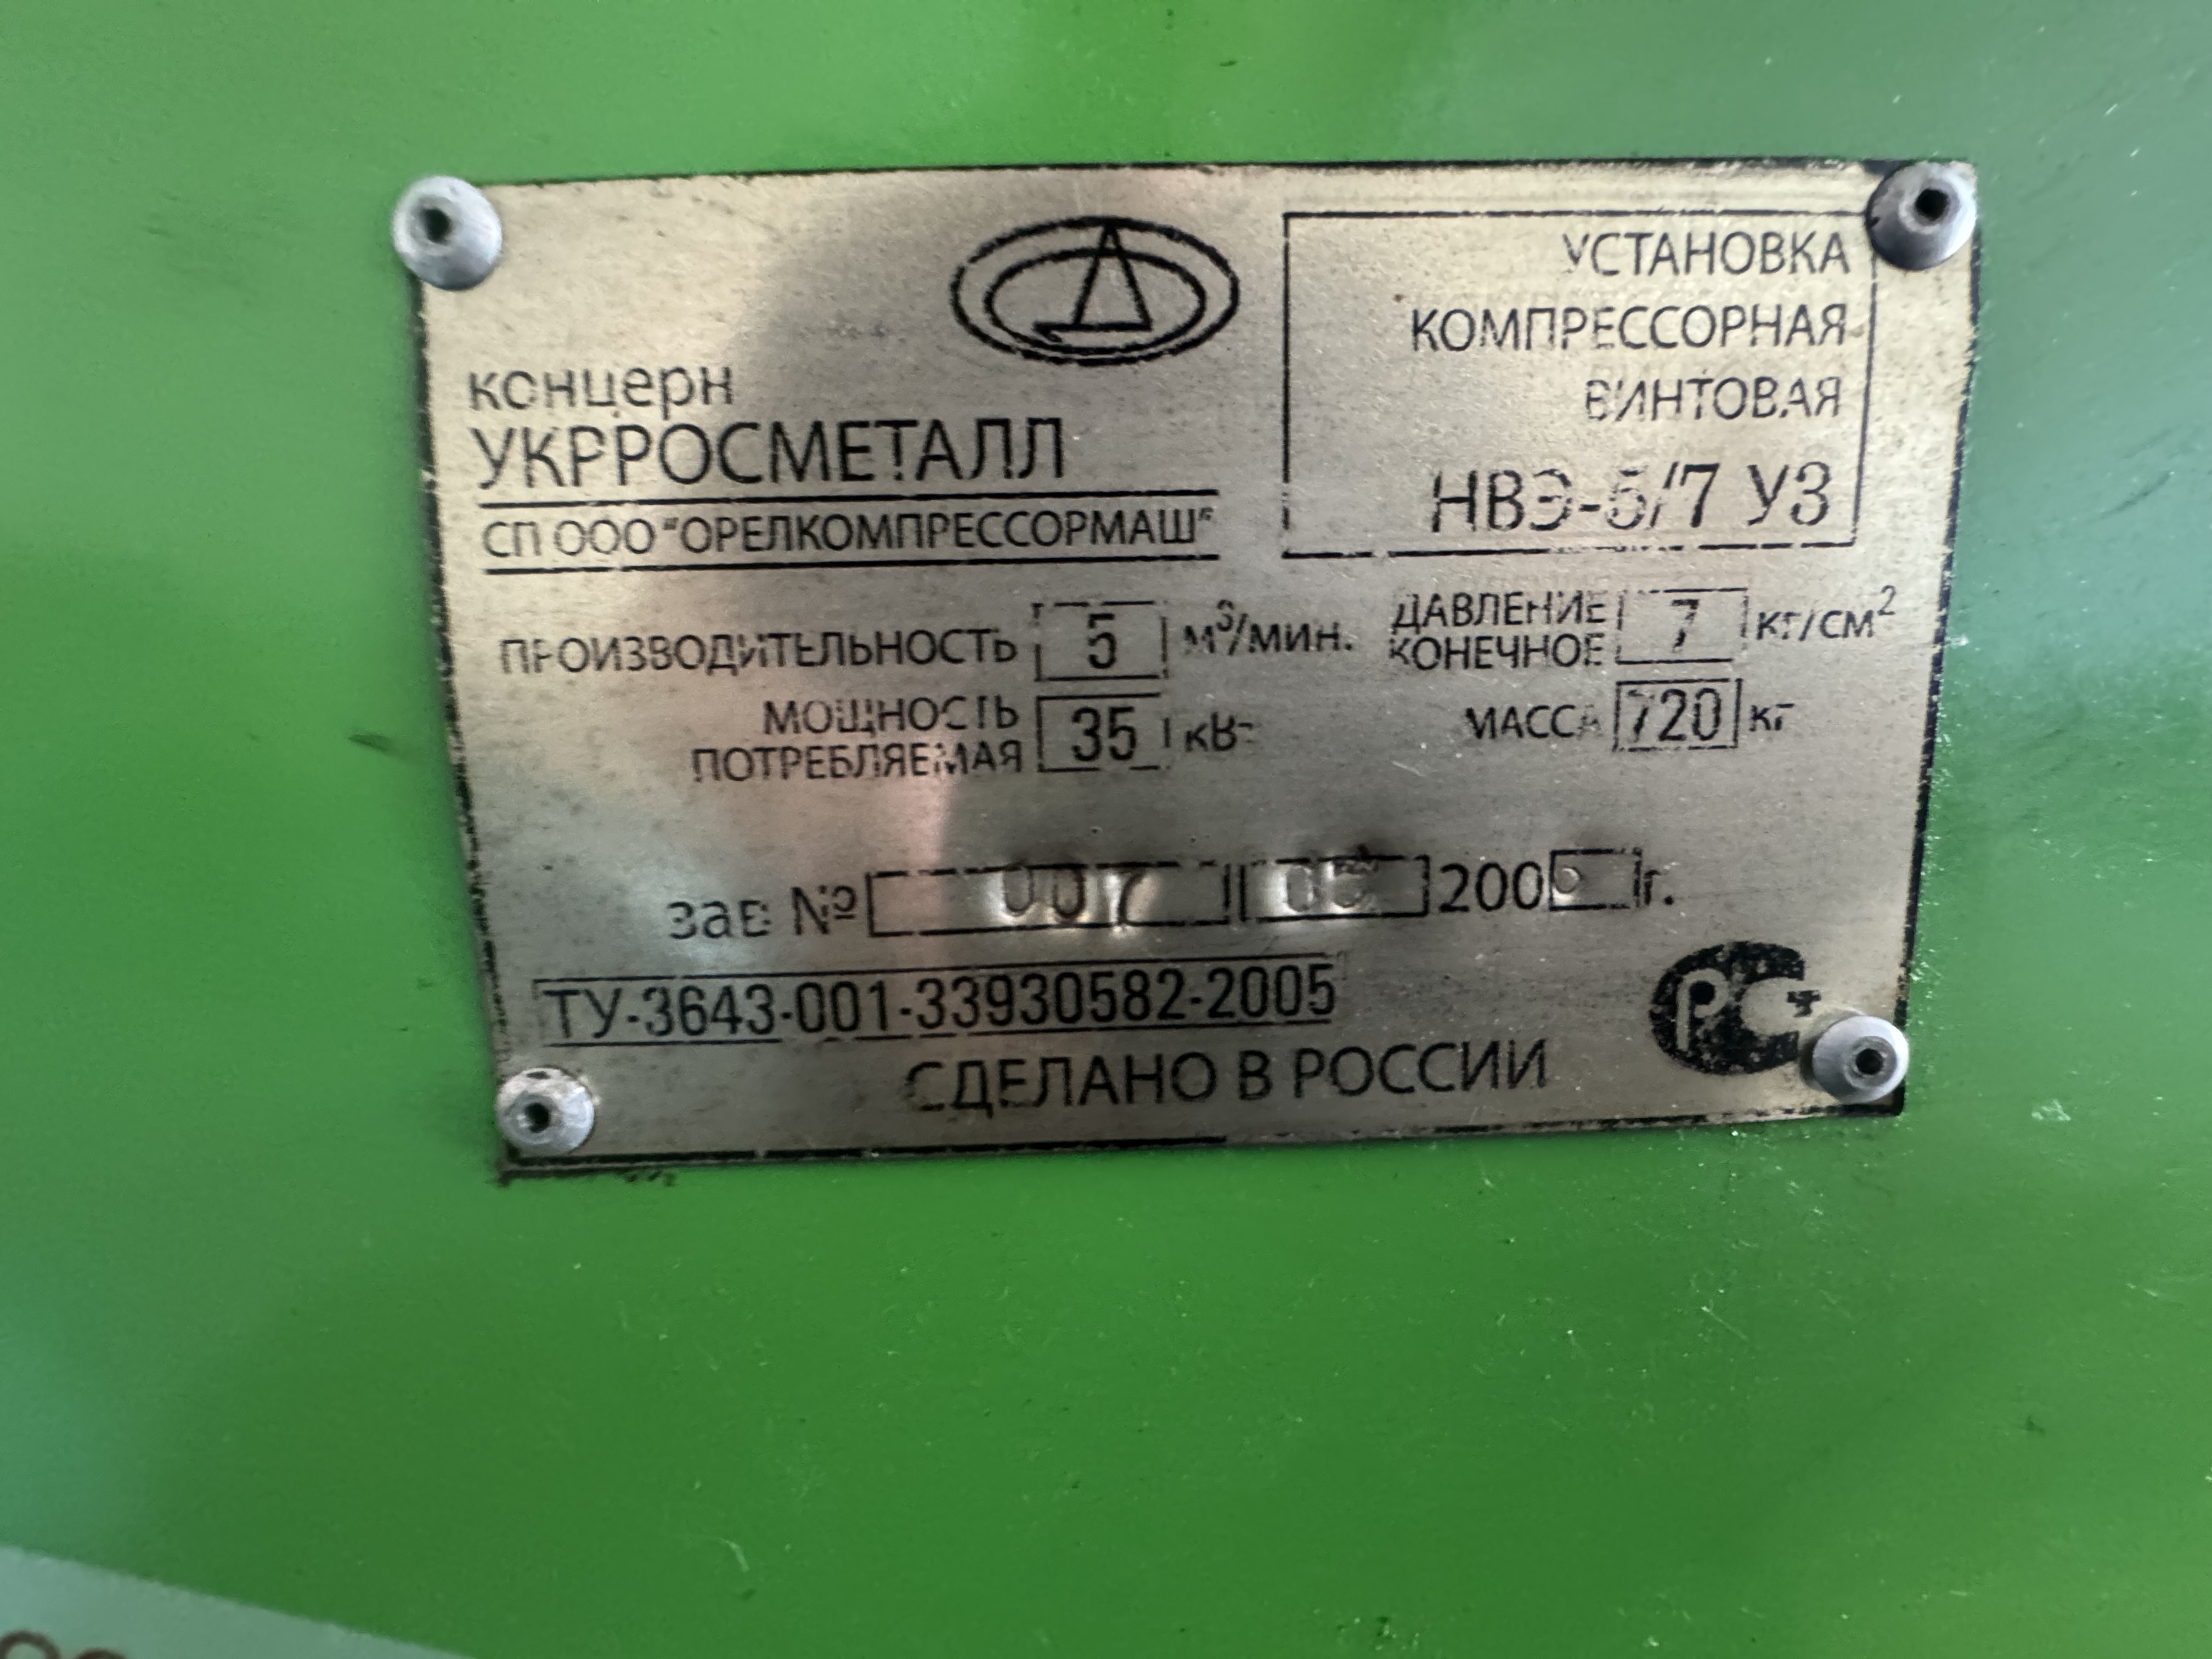 концерн
УКРРОСМЕТАЛЛ
СП ООО "ОРЕЛКОМПРЕССОРМАШ"
УСТАНОВКА
КОМПРЕССОРНАЯ
ВИНТОВАЯ
НВЭ-5/7 У3
ПРОИЗВОДИТЕЛЬНОСТЬ 5 м³/мин.
ДАВЛЕНИЕ
КОНЕЧНОЕ 7 кг/см²
МОЩНОСТЬ
ПОТРЕБЛЯЕМАЯ 35 кВт
МАССА 720 кг
зав № 007 2006 г.
ТУ-3643-001-33930582-2005
СДЕЛАНО В РОССИИ